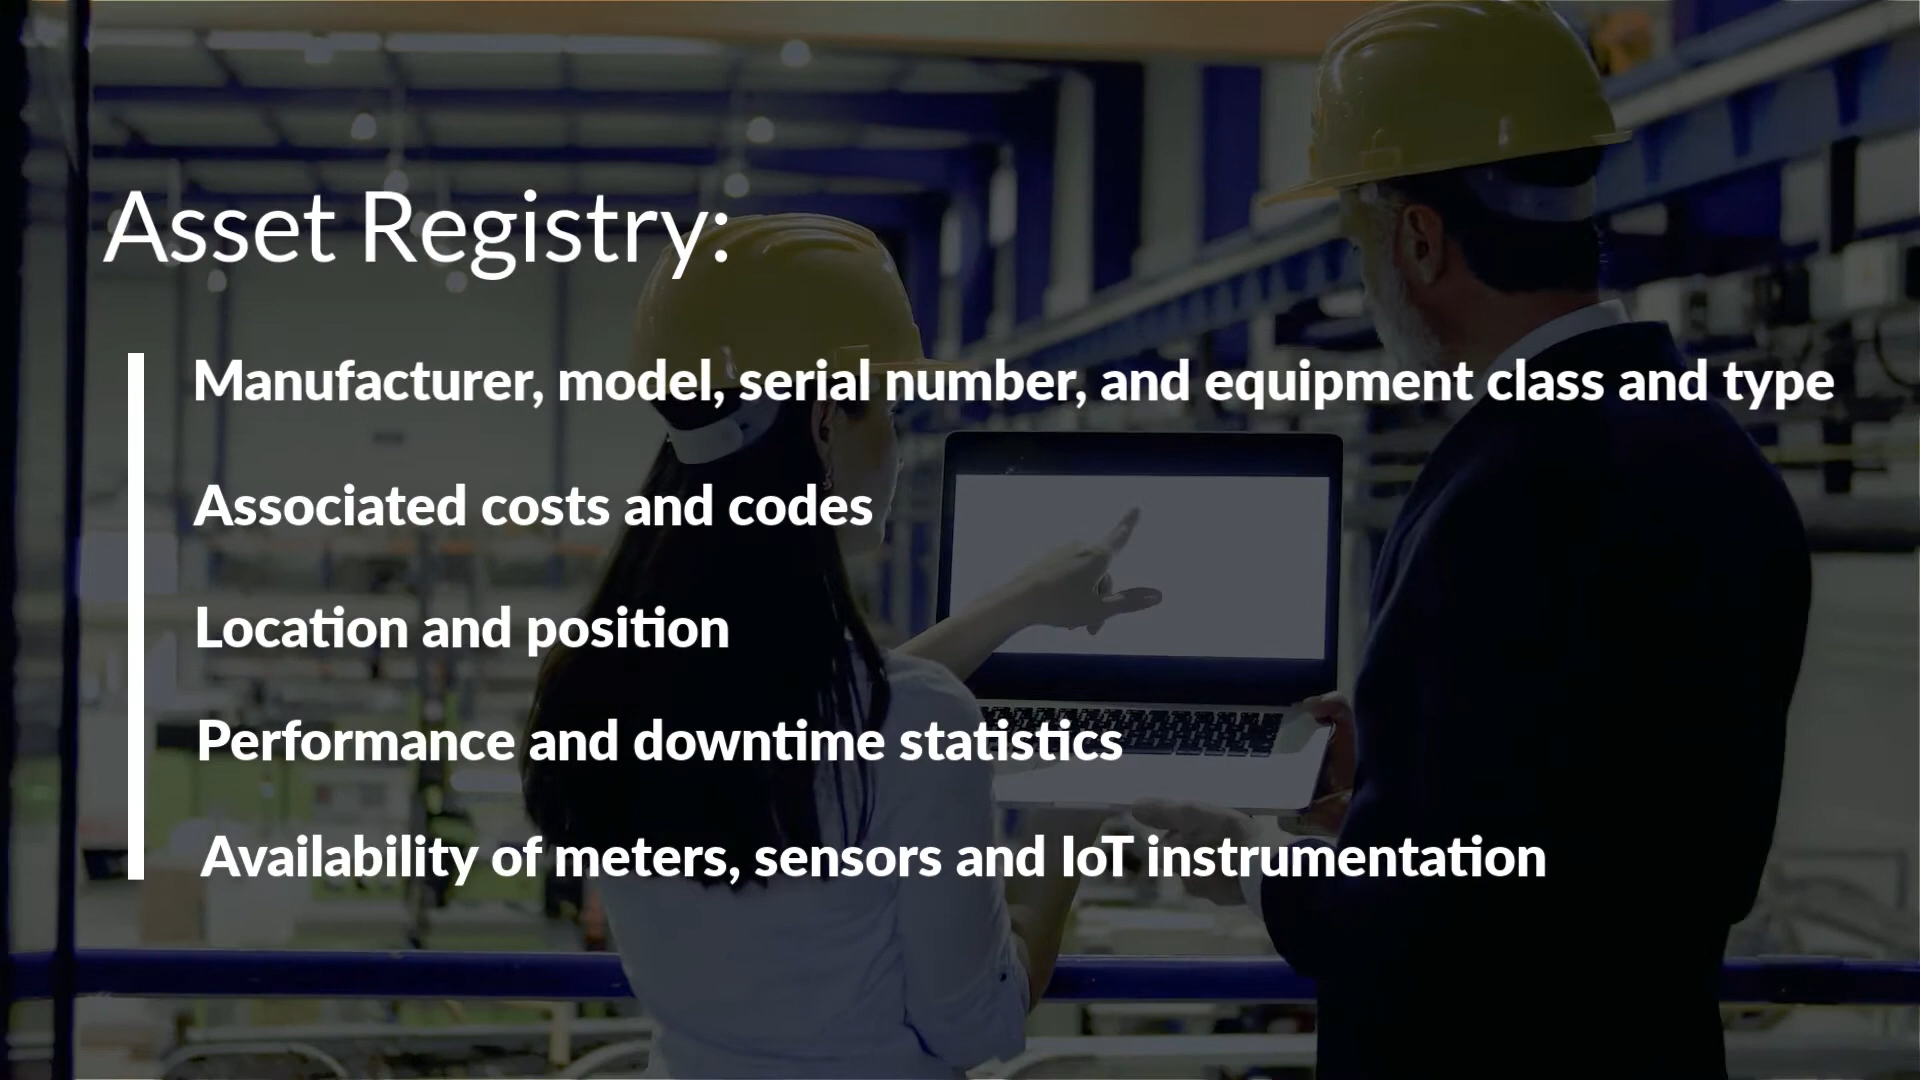 Asset Registry:
Manufacturer, model, serial number, and equipment class and type
Associated costs and codes
Location and position
Performance and downtime statistics
Availability of meters, sensors and IoT instrumentation